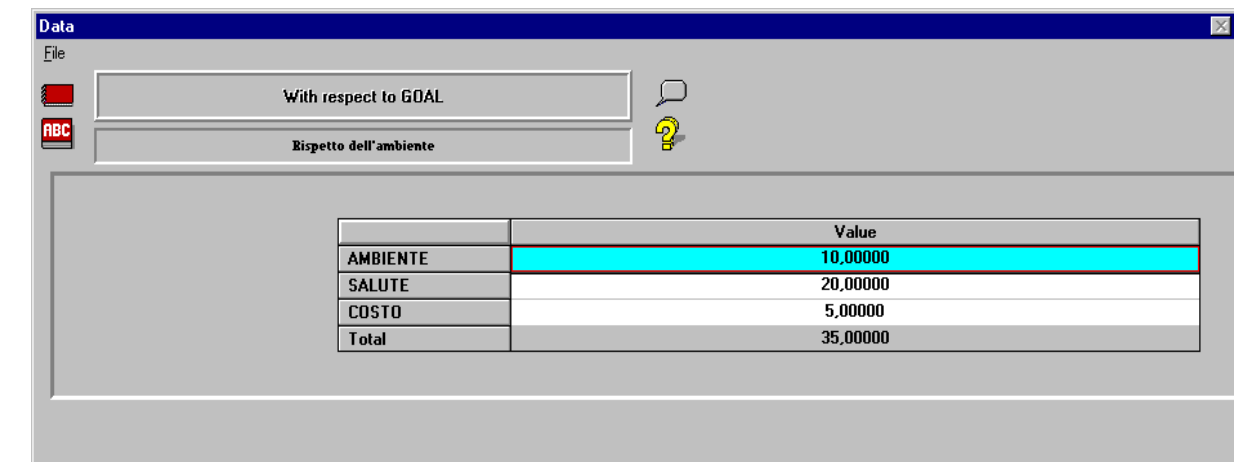 Data
File
With respect to GOAL
ABC
Rispetto dell'ambiente
Value
AMBIENTE 10,00000
SALUTE 20,00000
COSTO 5,00000
Total 35,00000